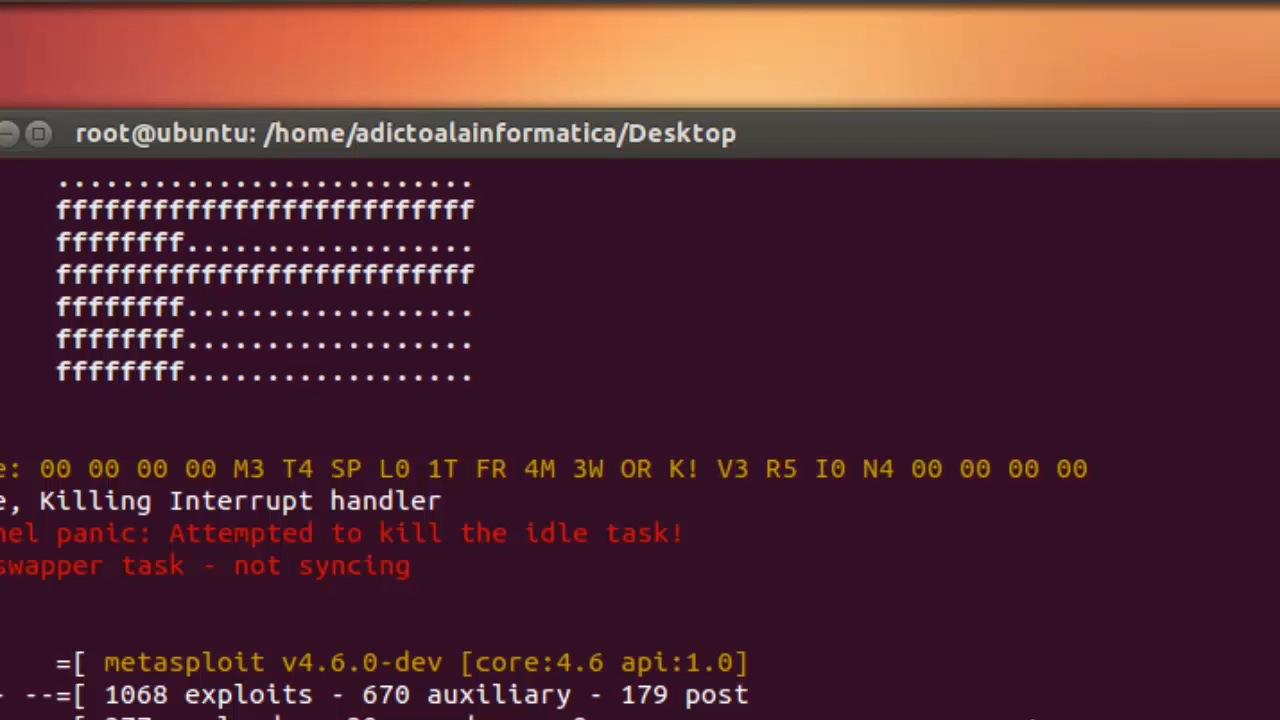 root@ubuntu: /home/adictoalainformatica/Desktop
..........................
ffffffffffffffffffffffffff
ffffffff..................
ffffffffffffffffffffffffff
ffffffff..................
ffffffff..................
ffffffff..................
e: 00 00 00 00 M3 T4 SP L0 1T FR 4M 3W OR K! V3 R5 I0 N4 00 00 00 00
e, Killing Interrupt handler
nel panic: Attempted to kill the idle task!
swapper task - not syncing
=[ metasploit v4.6.0-dev [core:4.6 api:1.0]
- --=[ 1068 exploits - 670 auxiliary - 179 post